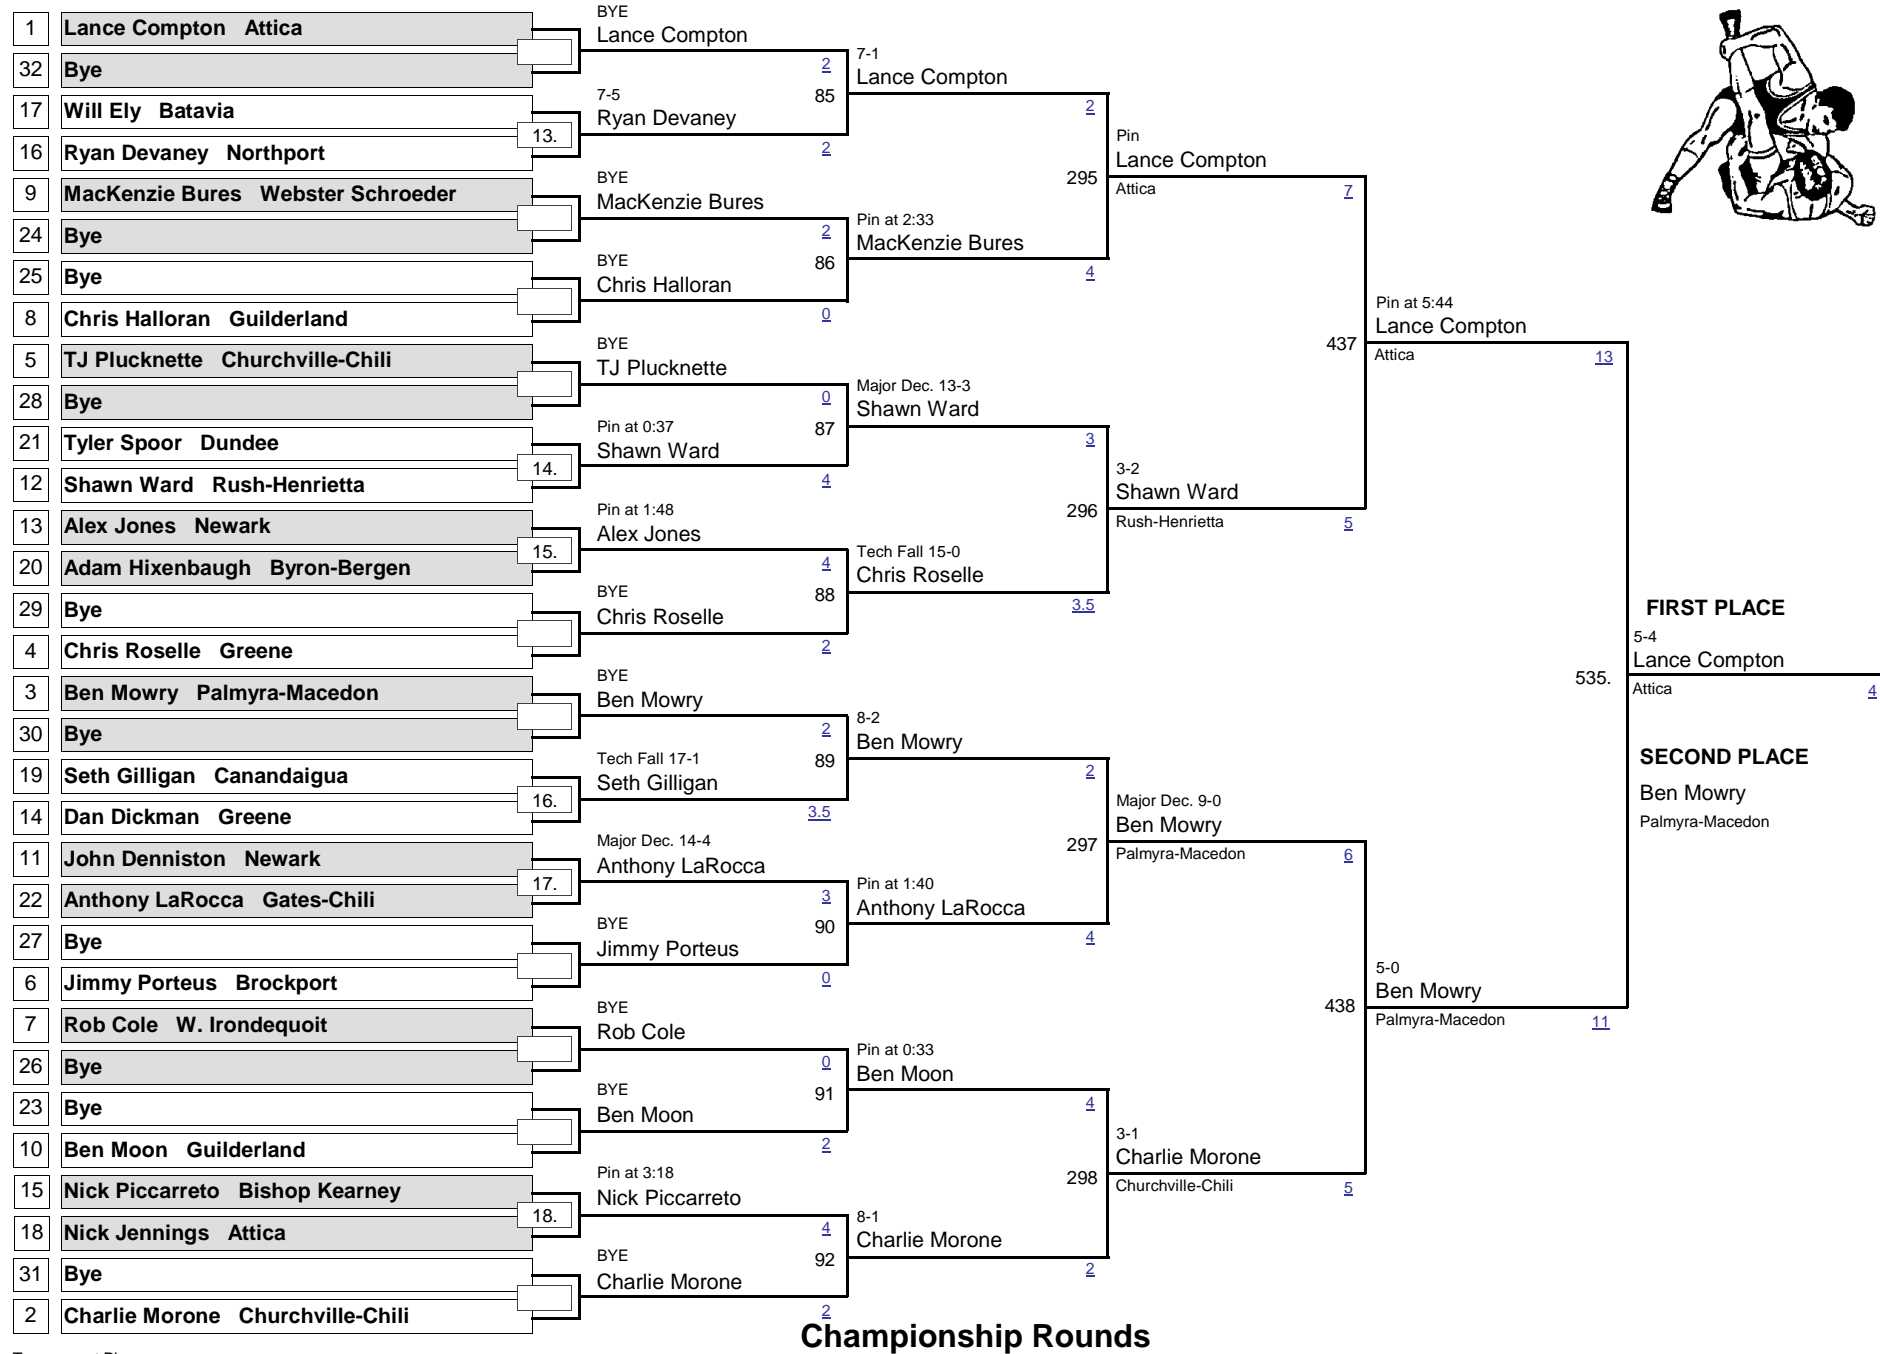 1 Lance Compton Attica
32 Bye
17 Will Ely Batavia
13.
16 Ryan Devaney Northport
9 MacKenzie Bures Webster Schroeder
24 Bye
25 Bye
8 Chris Halloran Guilderland
5 TJ Plucknette Churchville-Chili
28 Bye
21 Tyler Spoor Dundee
14.
12 Shawn Ward Rush-Henrietta
13 Alex Jones Newark
15.
20 Adam Hixenbaugh Byron-Bergen
29 Bye
4 Chris Roselle Greene
3 Ben Mowry Palmyra-Macedon
30 Bye
19 Seth Gilligan Canandaigua
16.
14 Dan Dickman Greene
11 John Denniston Newark
17.
22 Anthony LaRocca Gates-Chili
27 Bye
6 Jimmy Porteus Brockport
7 Rob Cole W. Irondequoit
26 Bye
23 Bye
10 Ben Moon Guilderland
15 Nick Piccarreto Bishop Kearney
18.
18 Nick Jennings Attica
31 Bye
2 Charlie Morone Churchville-Chili
BYE
Lance Compton
2
85
7-5
Ryan Devaney
2
BYE
MacKenzie Bures
2
86
BYE
Chris Halloran
0
BYE
TJ Plucknette
0
87
Pin at 0:37
Shawn Ward
4
Pin at 1:48
Alex Jones
4
88
BYE
Chris Roselle
2
BYE
Ben Mowry
2
89
Tech Fall 17-1
Seth Gilligan
3.5
Major Dec. 14-4
Anthony LaRocca
3
90
BYE
Jimmy Porteus
0
BYE
Rob Cole
0
91
BYE
Ben Moon
2
Pin at 3:18
Nick Piccarreto
4
92
BYE
Charlie Morone
2
7-1
Lance Compton
2
295
Pin at 2:33
MacKenzie Bures
4
Major Dec. 13-3
Shawn Ward
3
296
Tech Fall 15-0
Chris Roselle
3.5
8-2
Ben Mowry
2
297
Pin at 1:40
Anthony LaRocca
4
Pin at 0:33
Ben Moon
4
298
8-1
Charlie Morone
2
Pin
Lance Compton
Attica 7
437
3-2
Shawn Ward
Rush-Henrietta 5
Major Dec. 9-0
Ben Mowry
Palmyra-Macedon 6
438
3-1
Charlie Morone
Churchville-Chili 5
Pin at 5:44
Lance Compton
Attica 13
535.
5-0
Ben Mowry
Palmyra-Macedon 11
FIRST PLACE
5-4
Lance Compton
Attica 4
SECOND PLACE
Ben Mowry
Palmyra-Macedon
Championship Rounds